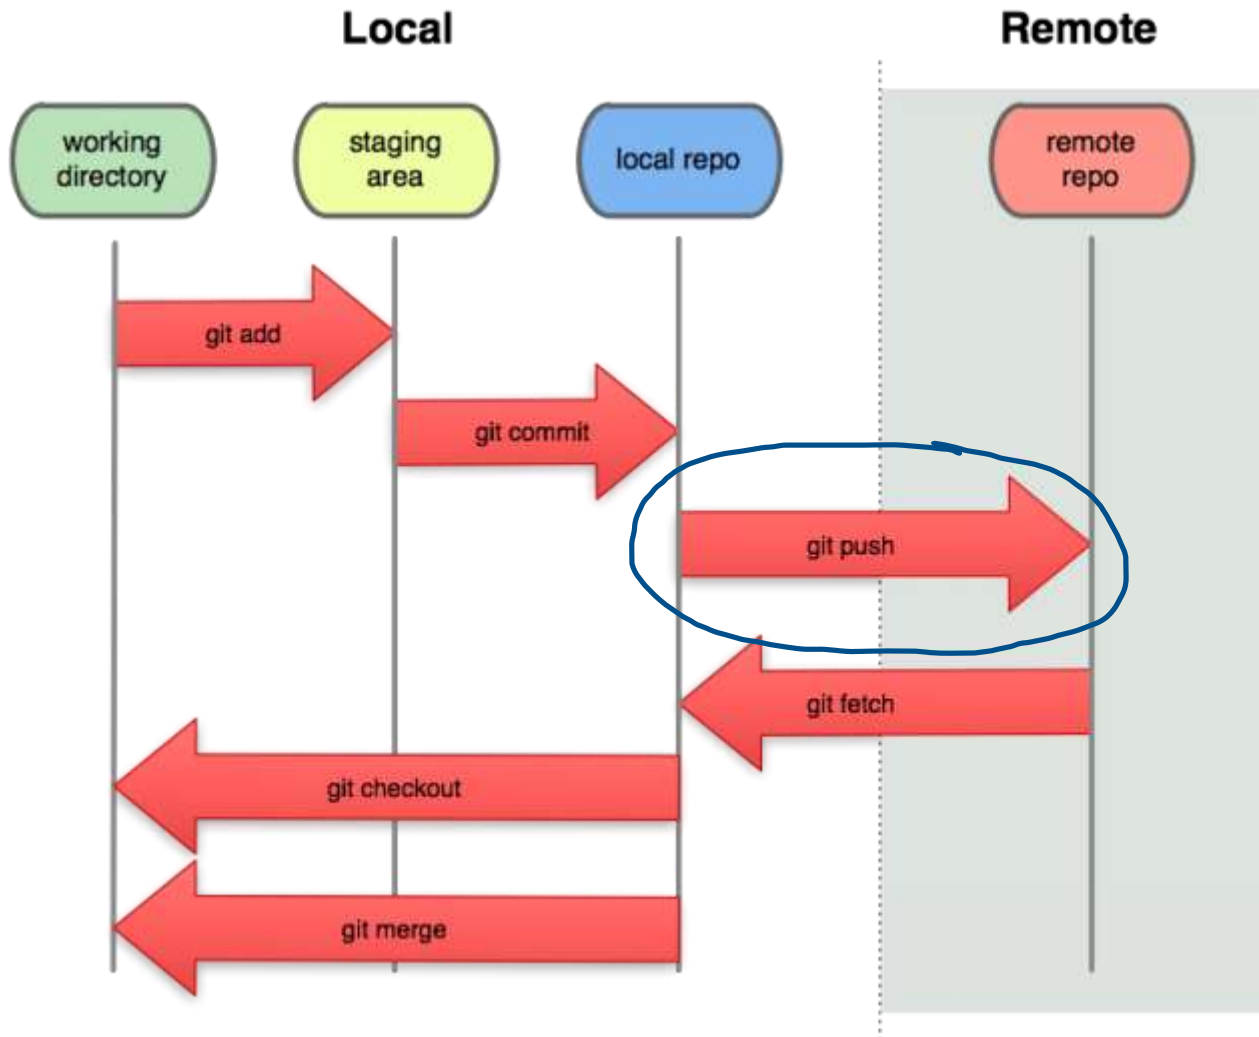 Local
Remote
working
directory
staging
area
local repo
remote
repo
git add
git commit
git push
git fetch
git checkout
git merge